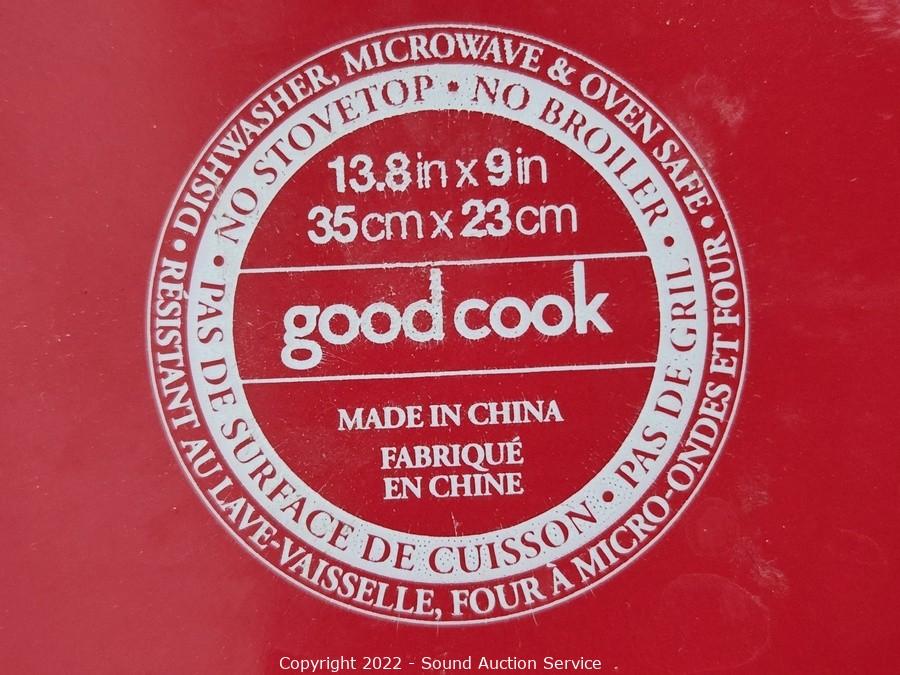 • DISHWASHER, MICROWAVE & OVEN SAFE •
RÉSISTANT AU LAVE-VAISSELLE, FOUR À MICRO-ONDES ET FOUR
• NO STOVETOP • NO BROILER •
PAS DE SURFACE DE CUISSON • PAS DE GRIL
13.8in x 9in
35cm x 23cm
good cook
MADE IN CHINA
FABRIQUÉ
EN CHINE
Copyright 2022 - Sound Auction Service